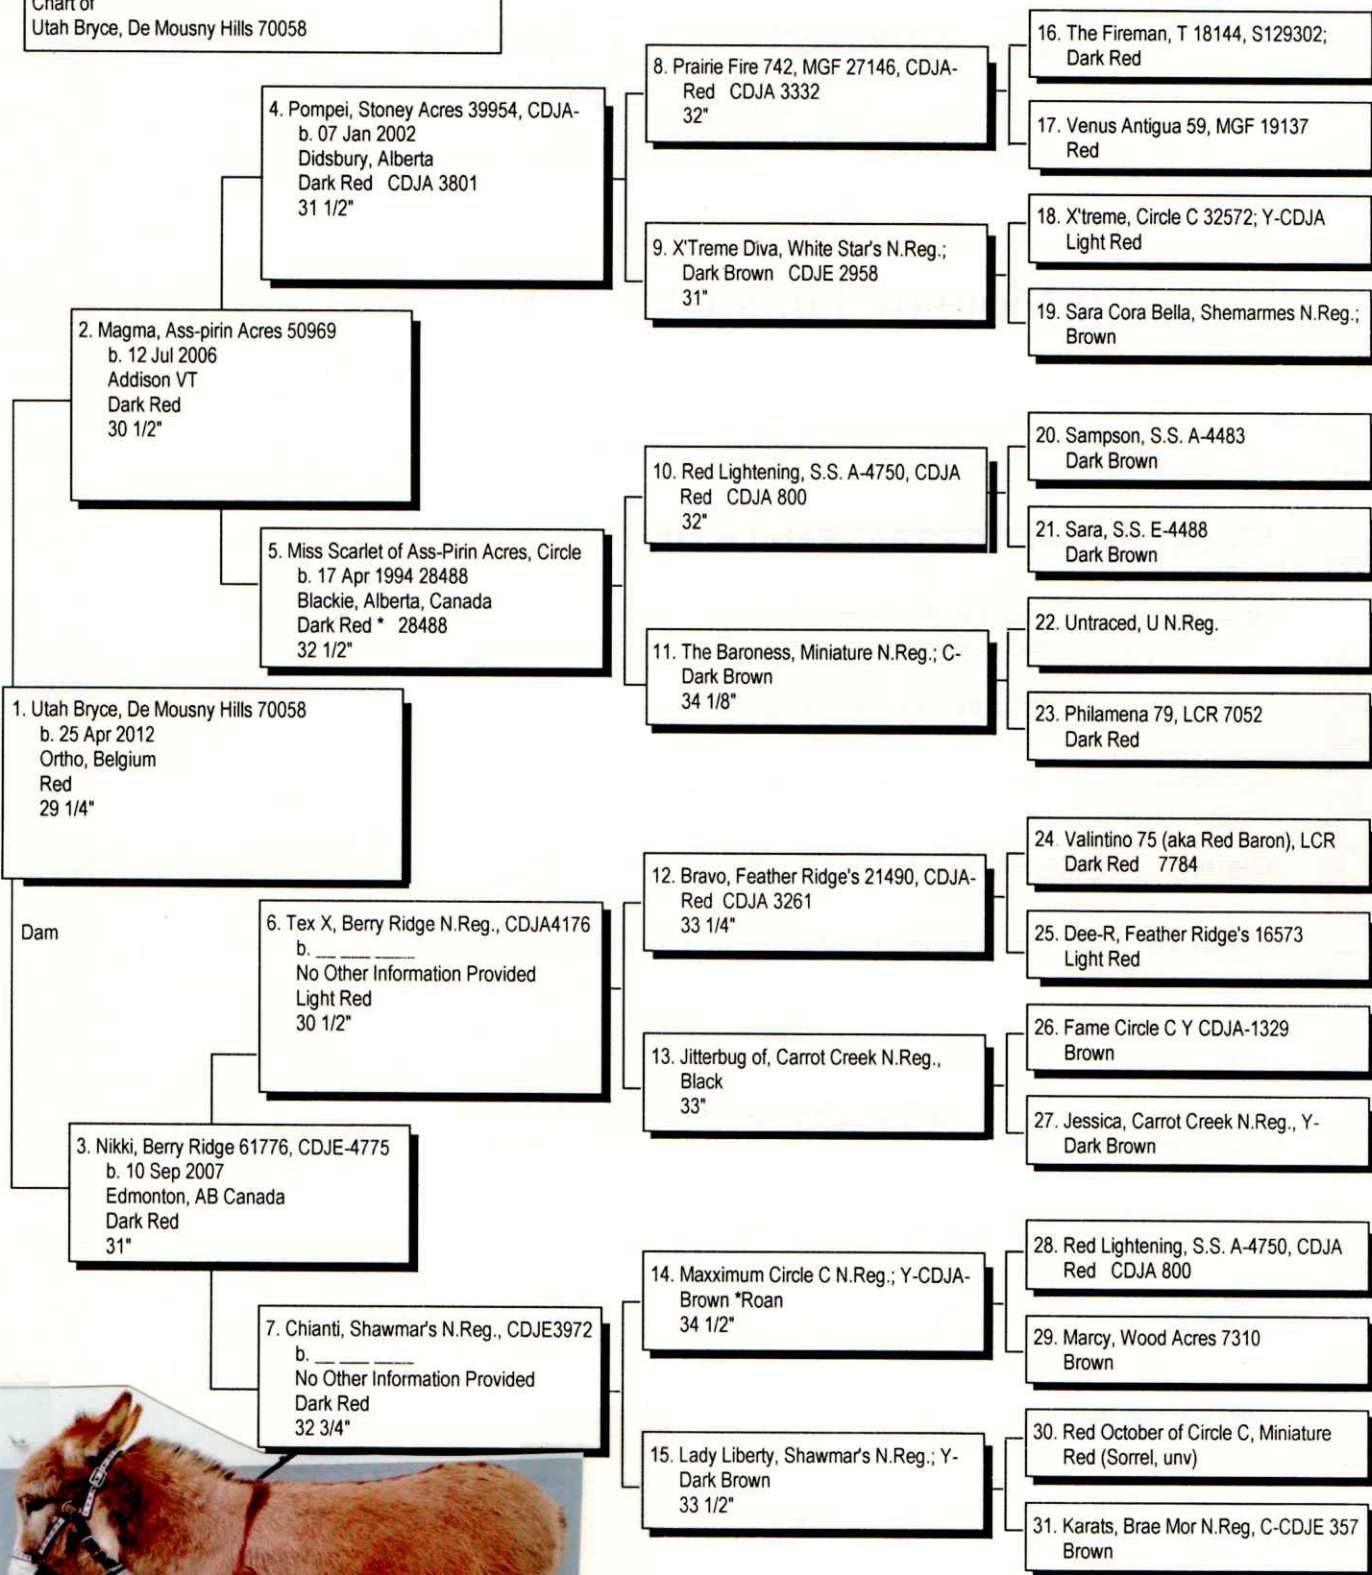 Chart of
Utah Bryce, De Mousny Hills 70058
16. The Fireman, T 18144, S129302;
Dark Red
8. Prairie Fire 742, MGF 27146, CDJA-
Red CDJA 3332
32"
17. Venus Antigua 59, MGF 19137
Red
4. Pompei, Stoney Acres 39954, CDJA-
b. 07 Jan 2002
Didsbury, Alberta
Dark Red CDJA 3801
31 1/2"
18. X'treme, Circle C 32572; Y-CDJA
Light Red
9. X'Treme Diva, White Star's N.Reg.;
Dark Brown CDJE 2958
31"
19. Sara Cora Bella, Shemarmes N.Reg.;
Brown
2. Magma, Ass-pirin Acres 50969
b. 12 Jul 2006
Addison VT
Dark Red
30 1/2"
20. Sampson, S.S. A-4483
Dark Brown
10. Red Lightening, S.S. A-4750, CDJA
Red CDJA 800
32"
21. Sara, S.S. E-4488
Dark Brown
5. Miss Scarlet of Ass-Pirin Acres, Circle
b. 17 Apr 1994 28488
Blackie, Alberta, Canada
Dark Red * 28488
32 1/2"
22. Untraced, U N.Reg.
11. The Baroness, Miniature N.Reg.; C-
Dark Brown
34 1/8"
23. Philamena 79, LCR 7052
Dark Red
1. Utah Bryce, De Mousny Hills 70058
b. 25 Apr 2012
Ortho, Belgium
Red
29 1/4"
24. Valintino 75 (aka Red Baron), LCR
Dark Red 7784
12. Bravo, Feather Ridge's 21490, CDJA-
Red CDJA 3261
33 1/4"
25. Dee-R, Feather Ridge's 16573
Light Red
Dam
6. Tex X, Berry Ridge N.Reg., CDJA4176
b. __ ___ ____
No Other Information Provided
Light Red
30 1/2"
26. Fame Circle C Y CDJA-1329
Brown
13. Jitterbug of, Carrot Creek N.Reg.,
Black
33"
27. Jessica, Carrot Creek N.Reg., Y-
Dark Brown
3. Nikki, Berry Ridge 61776, CDJE-4775
b. 10 Sep 2007
Edmonton, AB Canada
Dark Red
31"
28. Red Lightening, S.S. A-4750, CDJA
Red CDJA 800
14. Maxximum Circle C N.Reg.; Y-CDJA-
Brown *Roan
34 1/2"
29. Marcy, Wood Acres 7310
Brown
7. Chianti, Shawmar's N.Reg., CDJE3972
b. __ ___ ____
No Other Information Provided
Dark Red
32 3/4"
30. Red October of Circle C, Miniature
Red (Sorrel, unv)
15. Lady Liberty, Shawmar's N.Reg.; Y-
Dark Brown
33 1/2"
31. Karats, Brae Mor N.Reg, C-CDJE 357
Brown